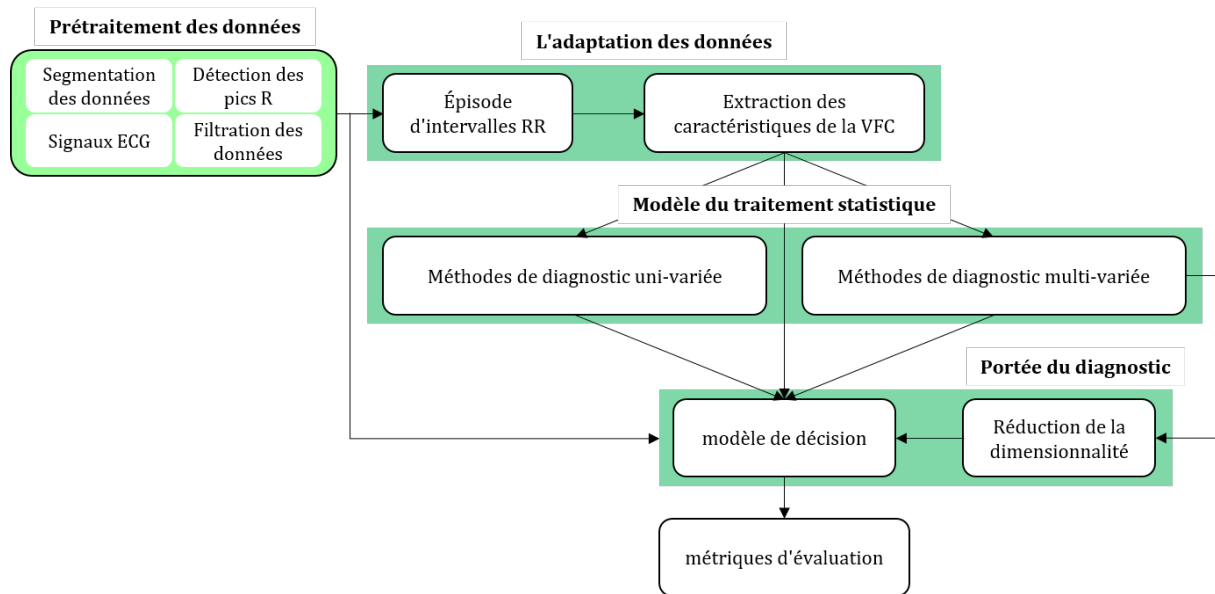 Prétraitement des données
Segmentation
des données
Détection des
pics R
Signaux ECG
Filtration des
données
L'adaptation des données
Épisode
d'intervalles RR
Extraction des
caractéristiques de la VFC
Modèle du traitement statistique
Méthodes de diagnostic uni-variée
Méthodes de diagnostic multi-variée
Portée du diagnostic
modèle de décision
Réduction de la
dimensionnalité
métriques d'évaluation